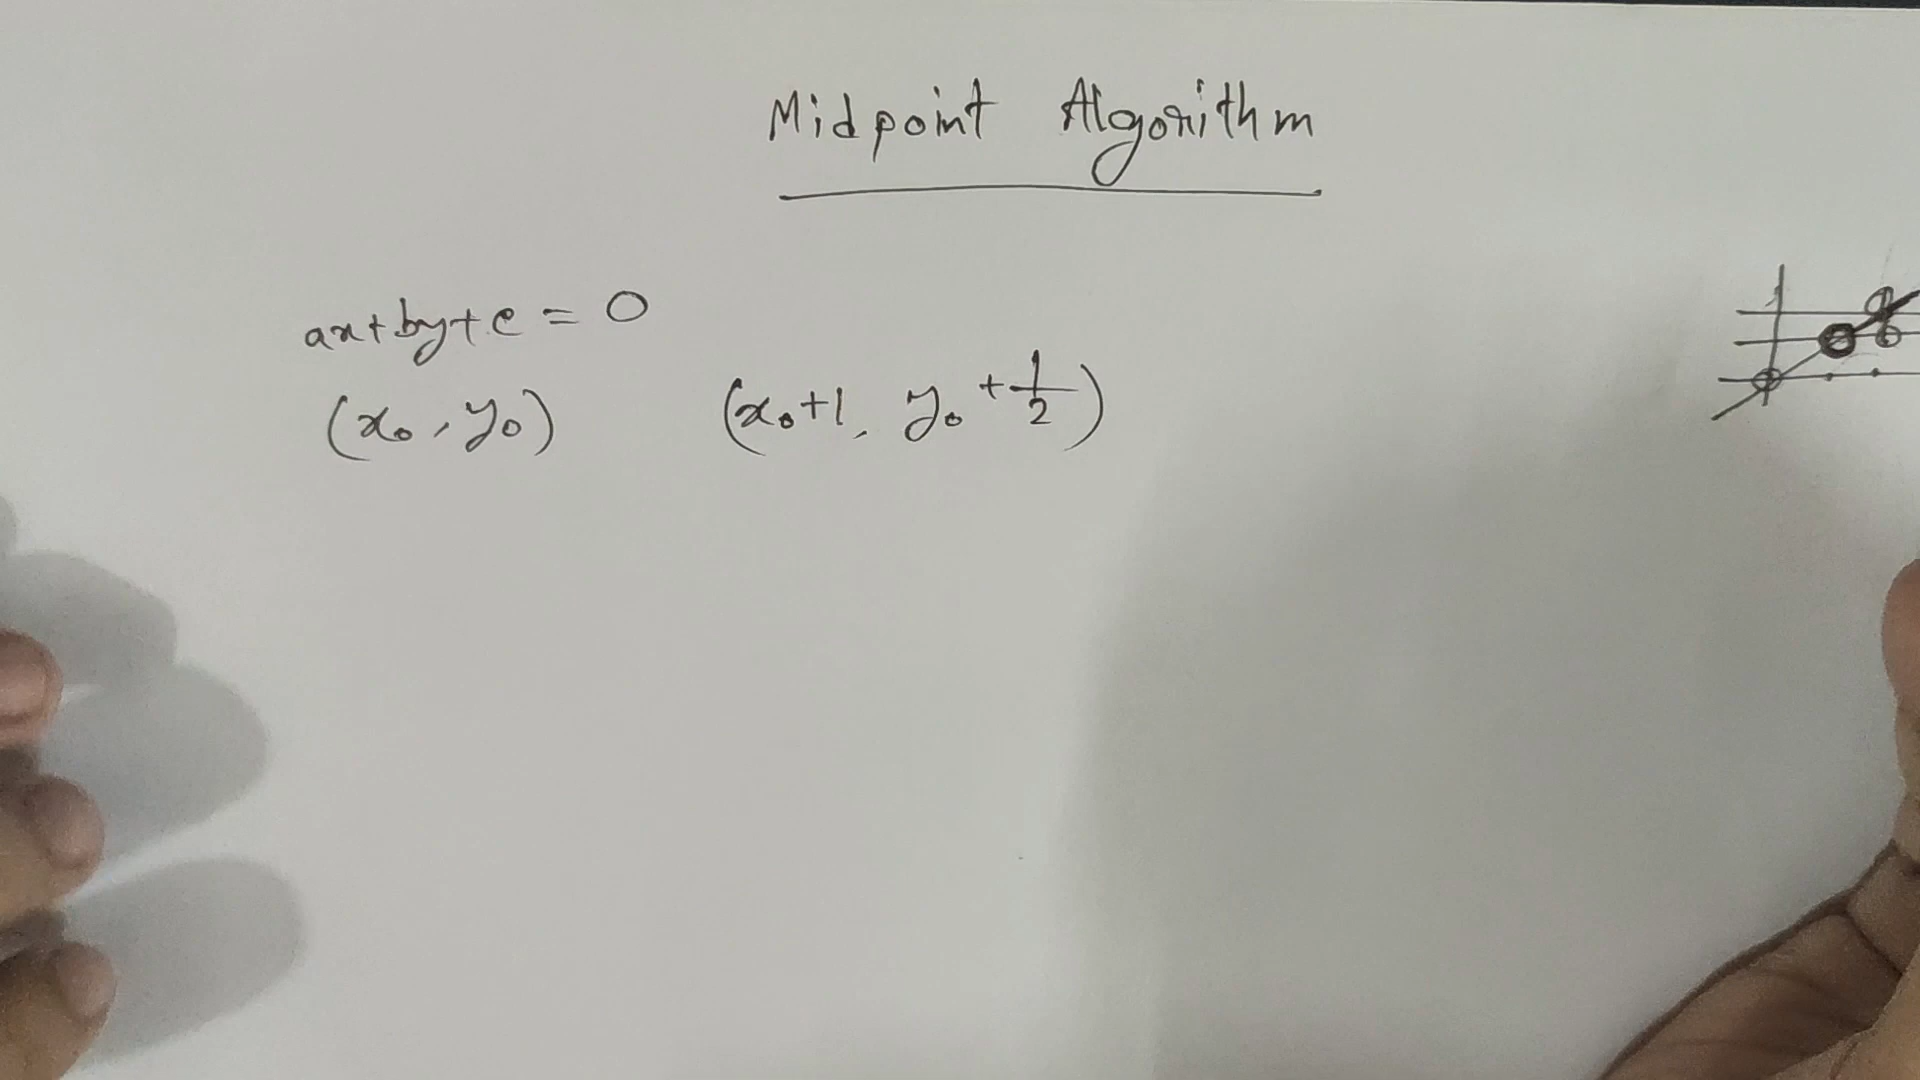 Midpoint Algorithm
ax+by+c = 0
(x₀, y₀) (x₀+1, y₀ + 1/2)